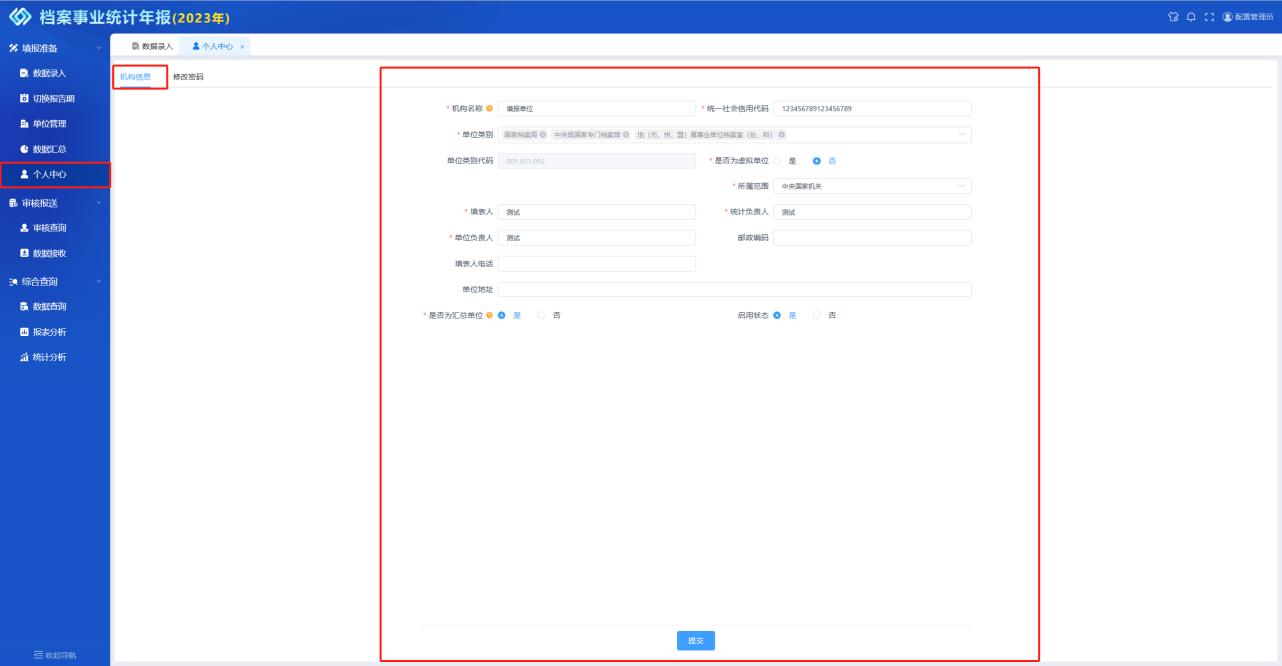 档案事业统计年报(2023年) 配置管理员
填报准备
数据录入
切换报告期
单位管理
数据汇总
个人中心
审核报送
审核查询
数据接收
综合查询
数据查询
报表分析
统计分析
收起导航
数据录入 个人中心 ×
机构信息 修改密码
* 机构名称 填报单位 * 统一社会信用代码 123456789123456789
* 单位类别 国家档案局 中央级国家专门档案馆 地（市、州、盟）属事业单位档案室（处、科）
单位类别代码 001,021,092 * 是否为虚拟单位 是 否
* 所属范围 中央国家机关
* 填表人 测试 * 统计负责人 测试
* 单位负责人 测试 邮政编码
填表人电话
单位地址
* 是否为汇总单位 是 否 启用状态 是 否
提交